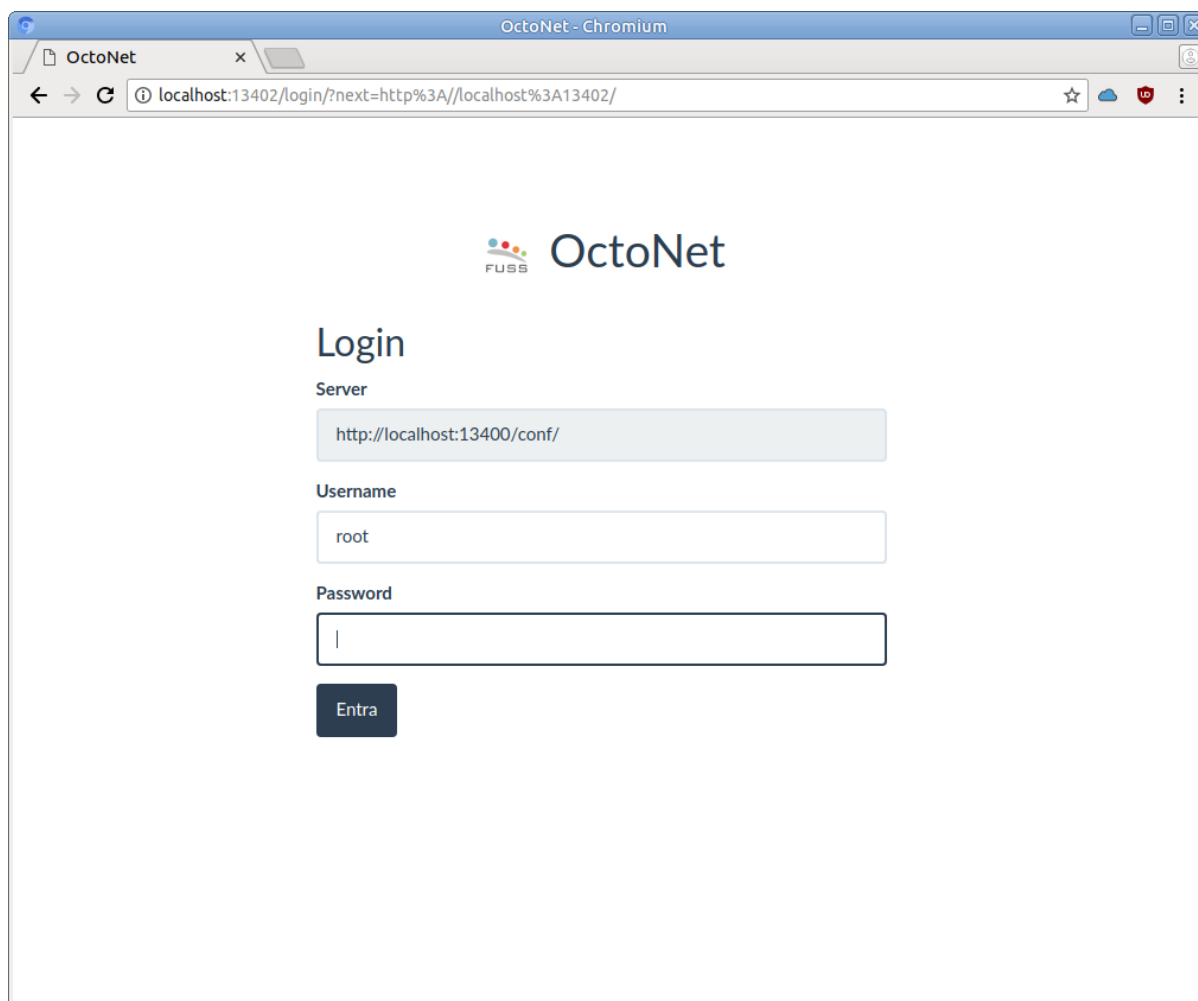 OctoNet - Chromium
OctoNet
localhost:13402/login/?next=http%3A//localhost%3A13402/
FUSS OctoNet
Login
Server
http://localhost:13400/conf/
Username
root
Password
Entra